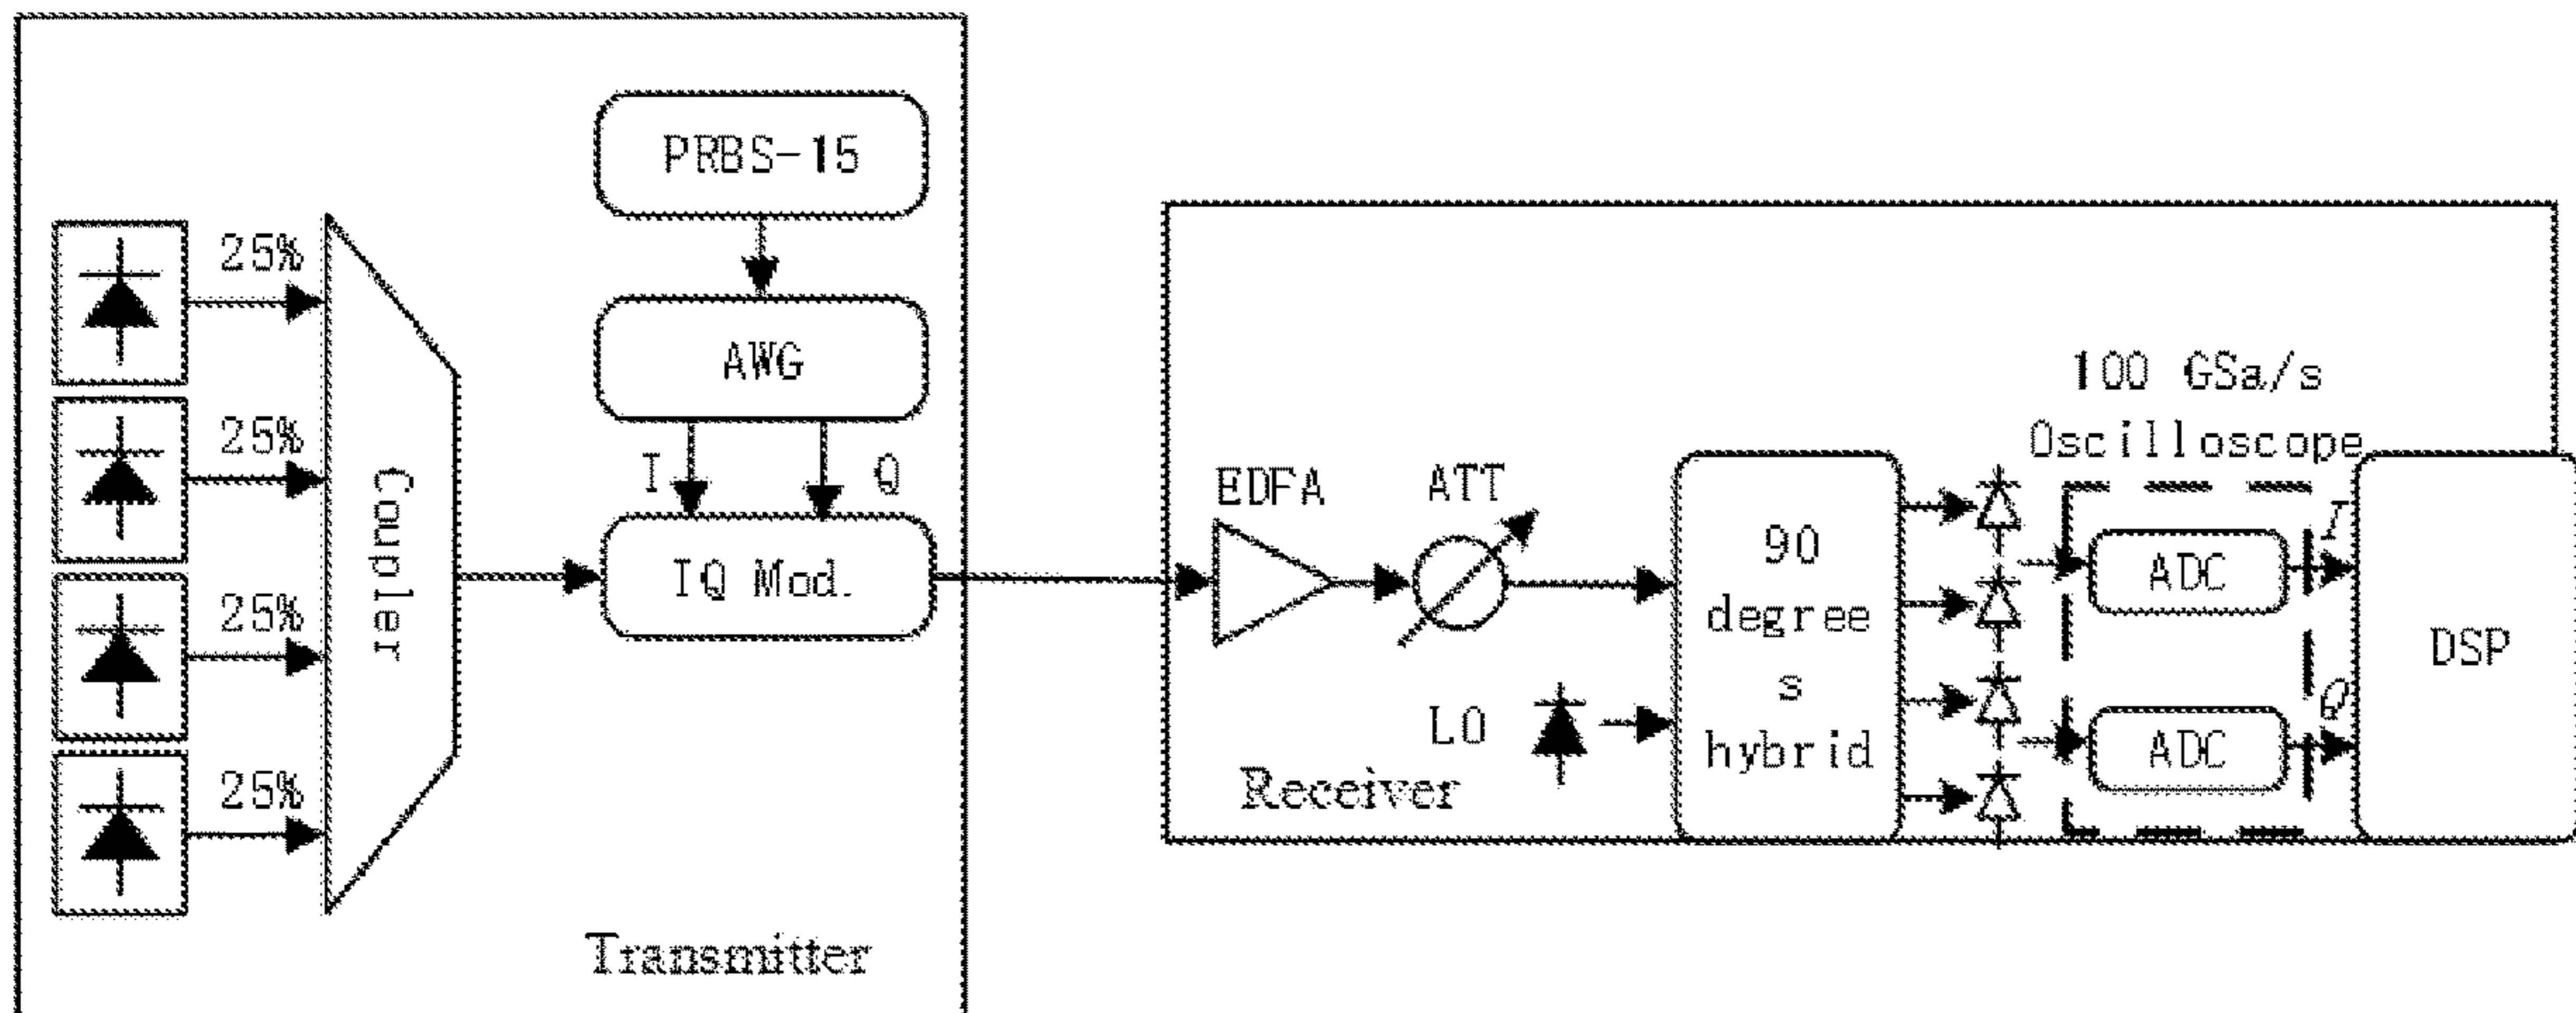 PRBS-15
25%
AWG
25%
I
Q
Coupler
IQ Mod.
25%
25%
Transmitter
100 GSa/s
Oscilloscope
EDFA
ATT
90
degree
s
hybrid
ADC
I
DSP
LO
ADC
Q
Receiver